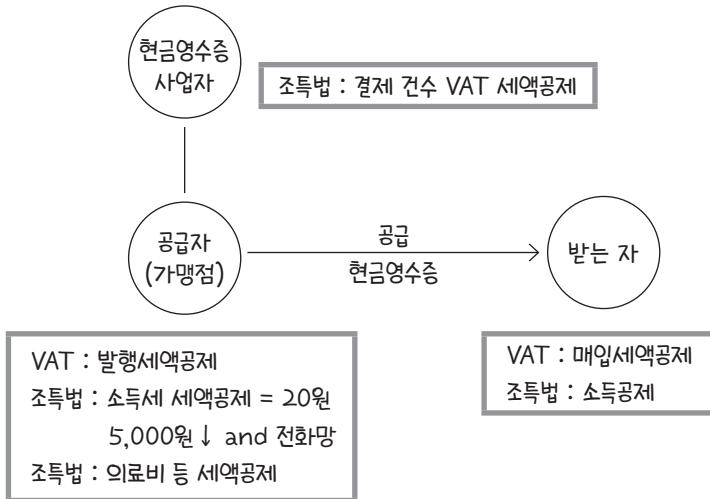 현금영수증
사업자
조특법 : 결제 건수 VAT 세액공제
공급자
(가맹점)
공급
현금영수증
받는 자
VAT : 발행세액공제
조특법 : 소득세 세액공제 = 20원
5,000원↓ and 전화망
조특법 : 의료비 등 세액공제
VAT : 매입세액공제
조특법 : 소득공제